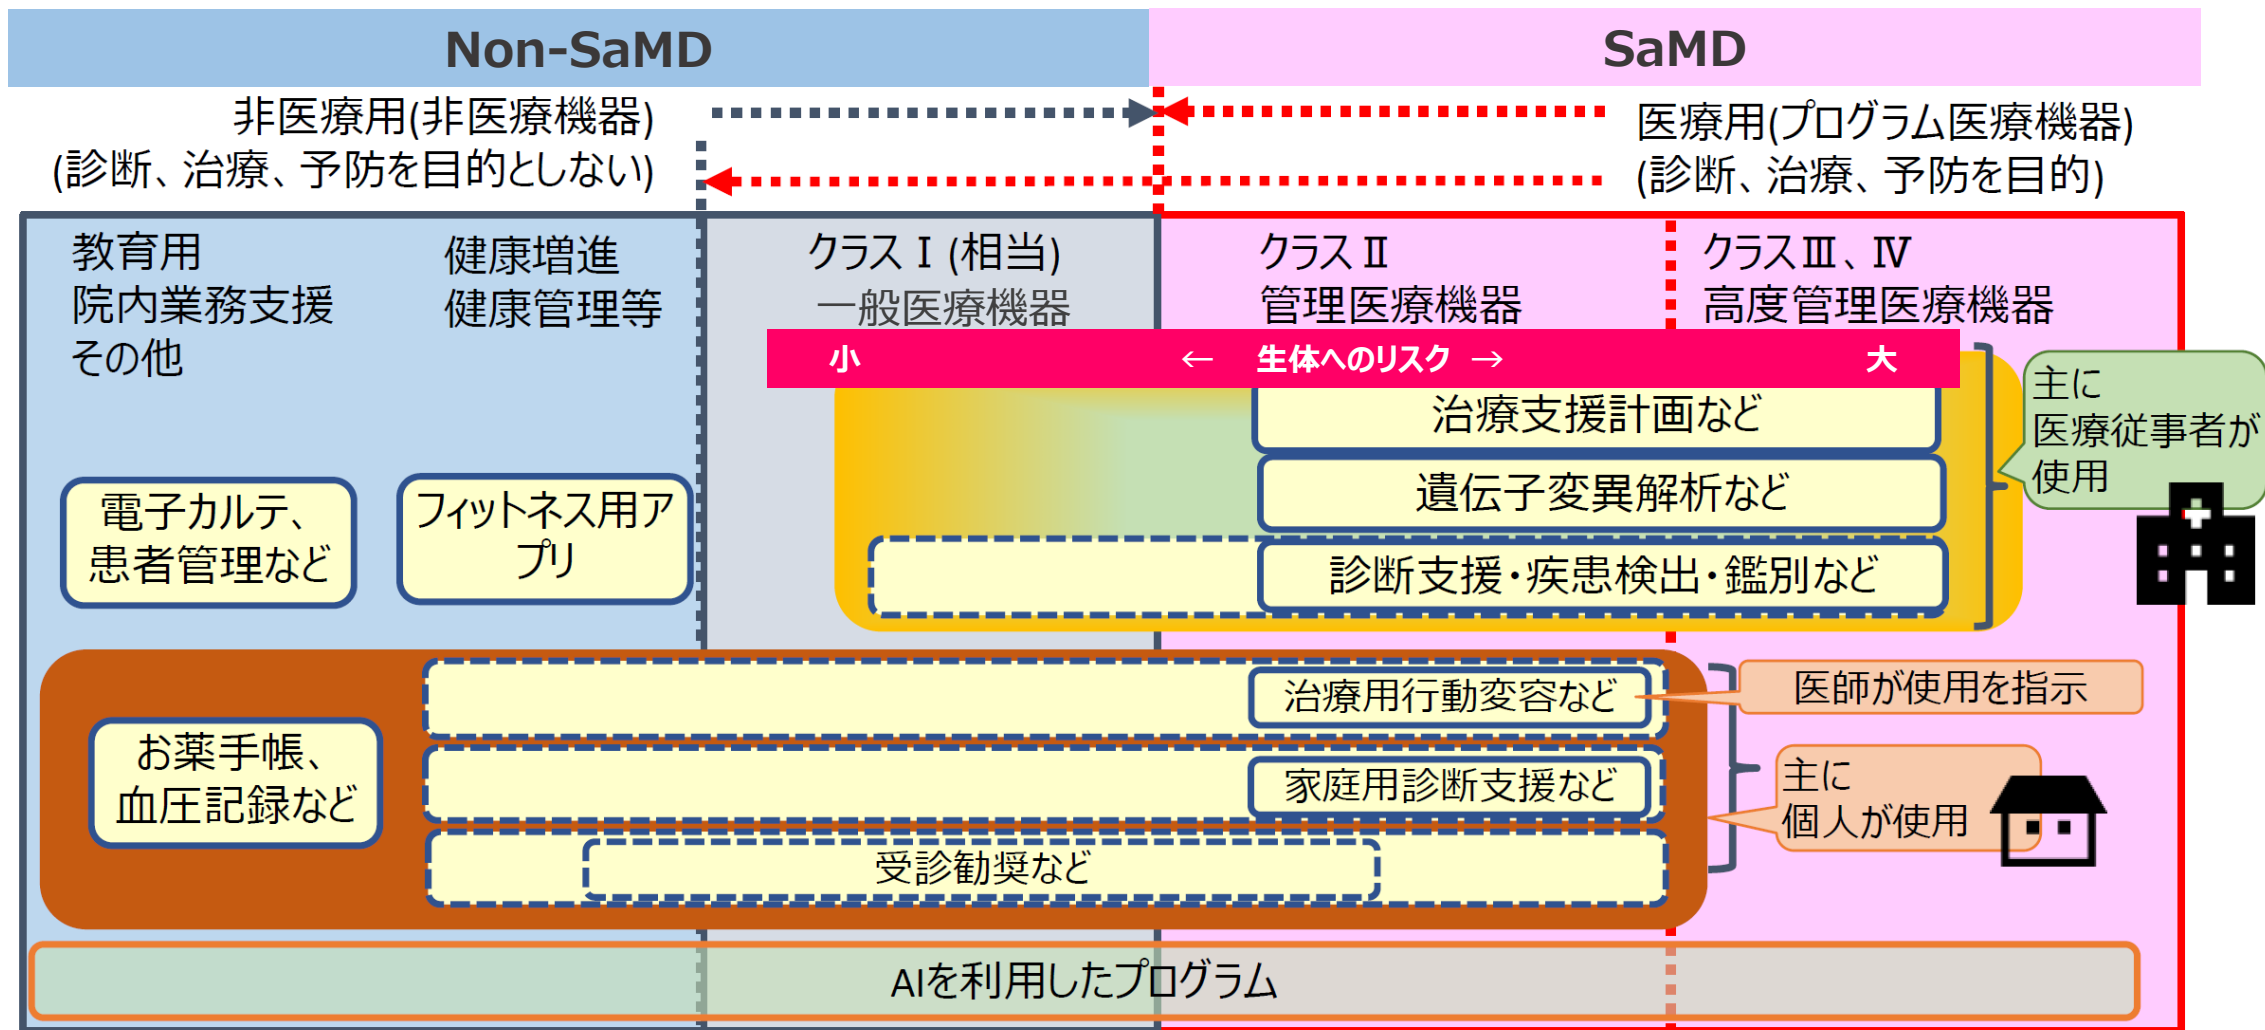 Non-SaMD
SaMD
非医療用(非医療機器)
(診断、治療、予防を目的としない)
医療用(プログラム医療機器)
(診断、治療、予防を目的)
教育用
院内業務支援
その他
健康増進
健康管理等
クラスⅠ(相当)
一般医療機器
クラスⅡ
管理医療機器
クラスⅢ、Ⅳ
高度管理医療機器
小 ← 生体へのリスク → 大
治療支援計画など
遺伝子変異解析など
診断支援・疾患検出・鑑別など
主に
医療従事者が
使用
電子カルテ、
患者管理など
フィットネス用ア
プリ
治療用行動変容など
医師が使用を指示
お薬手帳、
血圧記録など
家庭用診断支援など
主に
個人が使用
受診勧奨など
AIを利用したプログラム